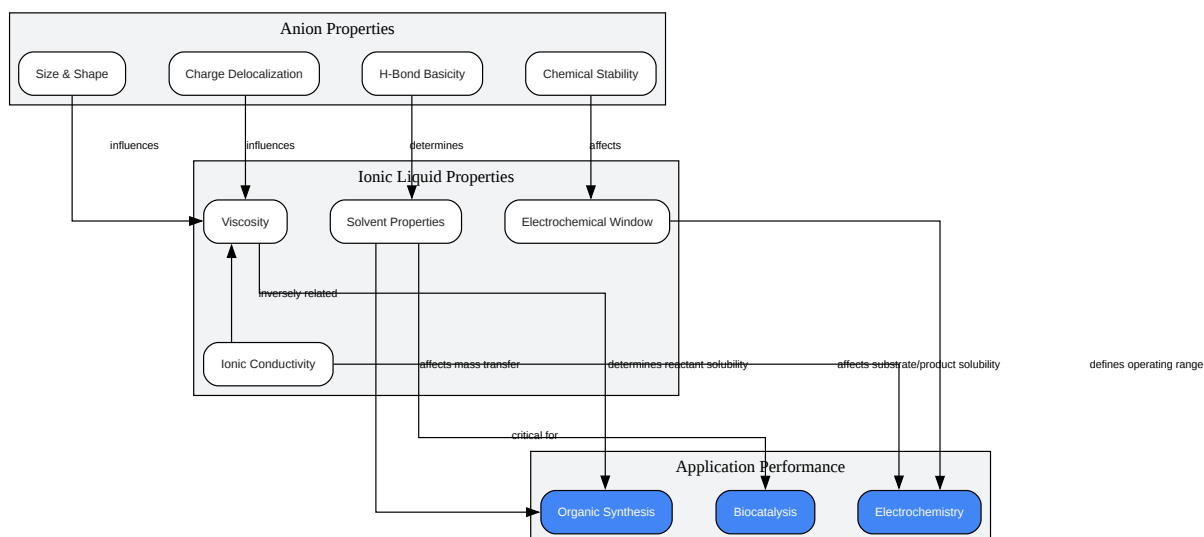 Anion Properties
Size & Shape
Charge Delocalization
H-Bond Basicity
Chemical Stability
influences
influences
determines
affects
Ionic Liquid Properties
Viscosity
Solvent Properties
Electrochemical Window
inversely related
Ionic Conductivity
affects mass transfer
determines reactant solubility
affects substrate/product solubility
defines operating range
critical for
Application Performance
Organic Synthesis
Biocatalysis
Electrochemistry